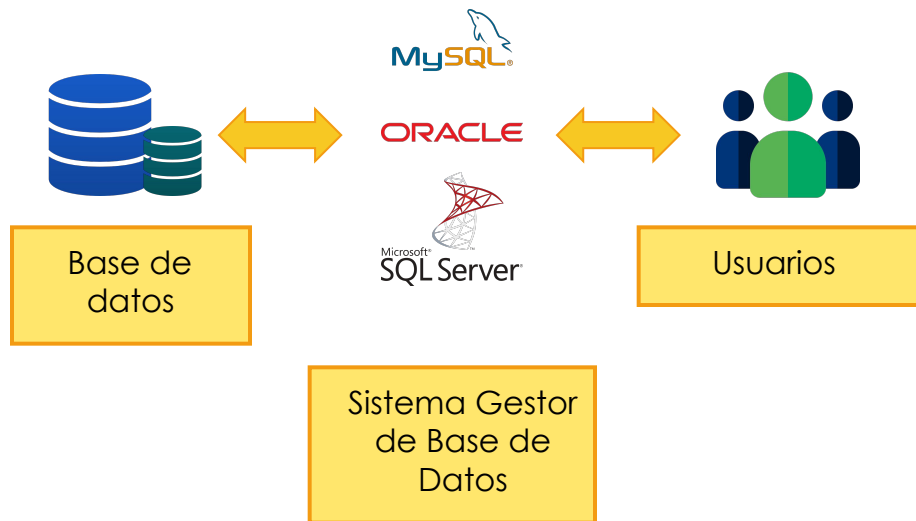 MySQL®
ORACLE
Microsoft®
SQL Server®
Base de
datos
Usuarios
Sistema Gestor
de Base de
Datos